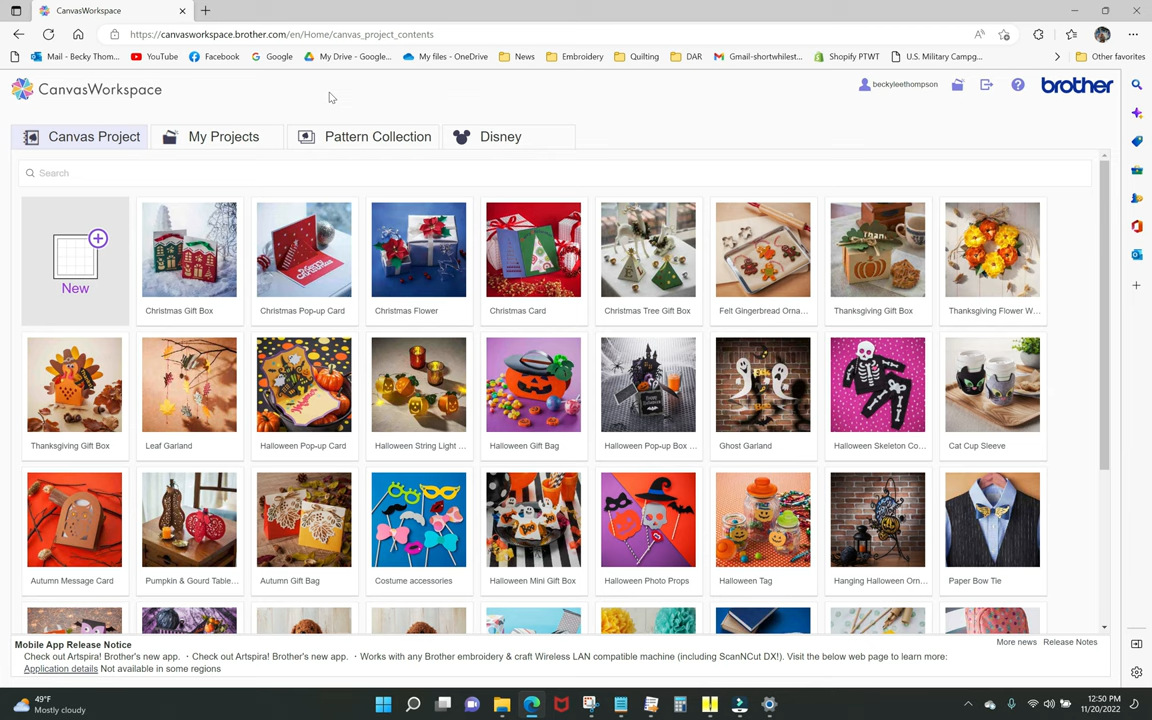 CanvasWorkspace
https://canvasworkspace.brother.com/en/Home/canvas_project_contents
Mail - Becky Thom... YouTube Facebook Google My Drive - Google... My files - OneDrive News Embroidery Quilting DAR Gmail-shortwhilest... Shopify PTWT U.S. Military Campg... Other favorites
CanvasWorkspace beckyleethompson brother
Canvas Project My Projects Pattern Collection Disney
Search
New
Christmas Gift Box Christmas Pop-up Card Christmas Flower Christmas Card Christmas Tree Gift Box Felt Gingerbread Orna... Thanksgiving Gift Box Thanksgiving Flower W...
Thanksgiving Gift Box Leaf Garland Halloween Pop-up Card Halloween String Light ... Halloween Gift Bag Halloween Pop-up Box ... Ghost Garland Halloween Skeleton Co... Cat Cup Sleeve
Autumn Message Card Pumpkin & Gourd Table... Autumn Gift Bag Costume accessories Halloween Mini Gift Box Halloween Photo Props Halloween Tag Hanging Halloween Orn... Paper Bow Tie
Mobile App Release Notice More news Release Notes
Check out Artspira! Brother's new app. ・Check out Artspira! Brother's new app. ・Works with any Brother embroidery & craft Wireless LAN compatible machine (including ScanNCut DX!). Visit the below web page to learn more:
Application details Not available in some regions
49°F
Mostly cloudy
12:50 PM
11/20/2022